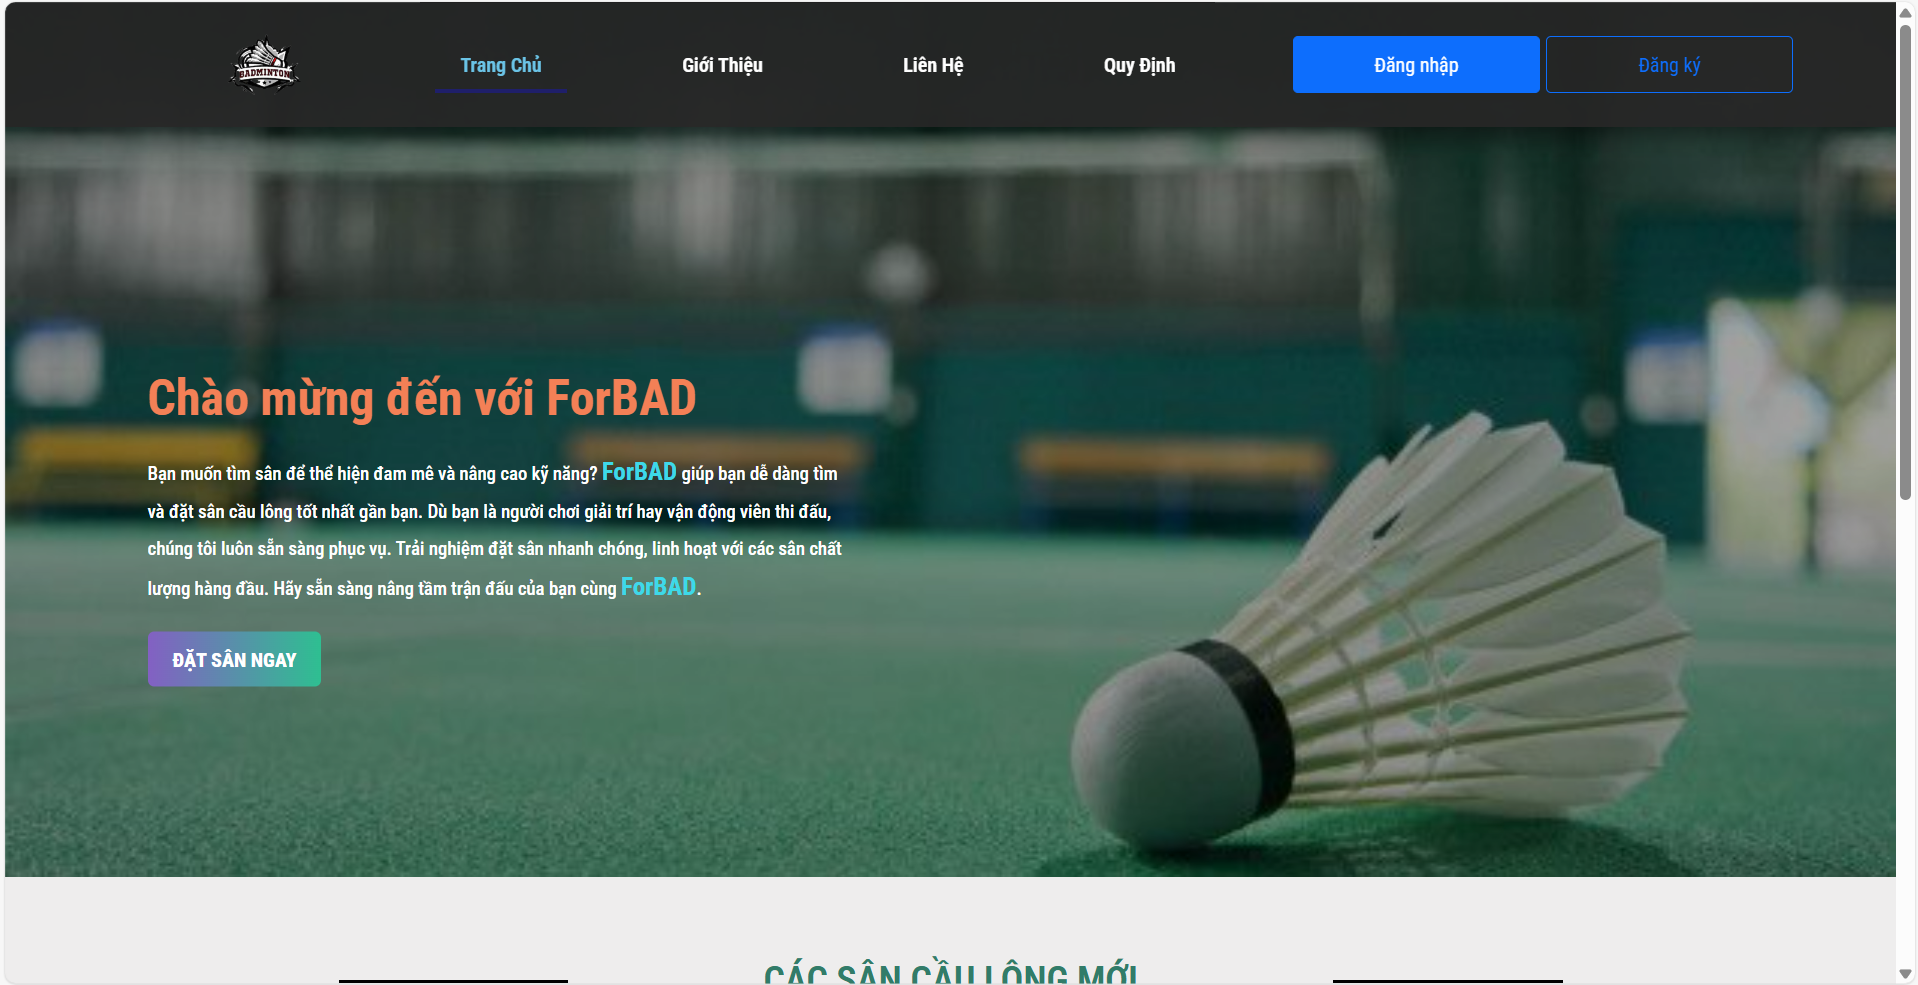 BADMINTON
Trang Chủ
Giới Thiệu
Liên Hệ
Quy Định
Đăng nhập
Đăng ký
Chào mừng đến với ForBAD
Bạn muốn tìm sân để thể hiện đam mê và nâng cao kỹ năng? ForBAD giúp bạn dễ dàng tìm
và đặt sân cầu lông tốt nhất gần bạn. Dù bạn là người chơi giải trí hay vận động viên thi đấu,
chúng tôi luôn sẵn sàng phục vụ. Trải nghiệm đặt sân nhanh chóng, linh hoạt với các sân chất
lượng hàng đầu. Hãy sẵn sàng nâng tầm trận đấu của bạn cùng ForBAD.
ĐẶT SÂN NGAY
CÁC SÂN CẦU LÔNG MỚI